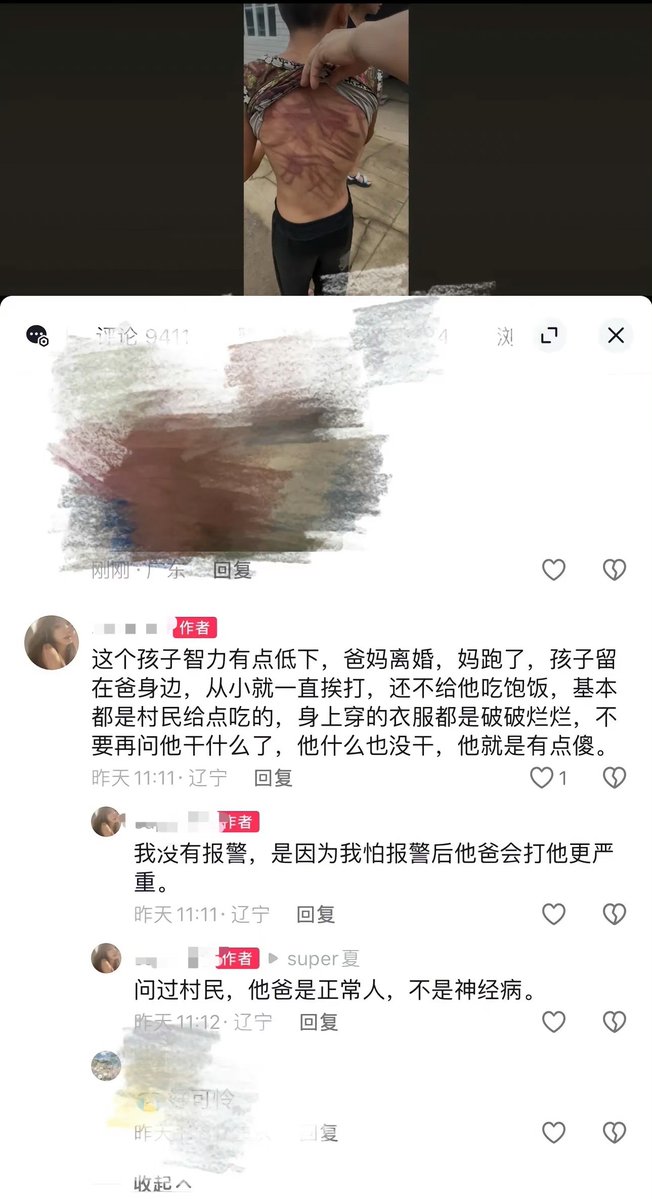 评论 9411
浏
刚刚·广东 回复
作者
这个孩子智力有点低下，爸妈离婚，妈跑了，孩子留
在爸身边，从小就一直挨打，还不给他吃饱饭，基本
都是村民给点吃的，身上穿的衣服都是破破烂烂，不
要再问他干什么了，他什么也没干，他就是有点傻。
昨天 11:11·辽宁 回复 1
作者
我没有报警，是因为我怕报警后他爸会打他更严
重。
昨天 11:11·辽宁 回复
作者 super夏
问过村民，他爸是正常人，不是神经病。
昨天 11:12·辽宁 回复
好可怜
昨天 回复
收起